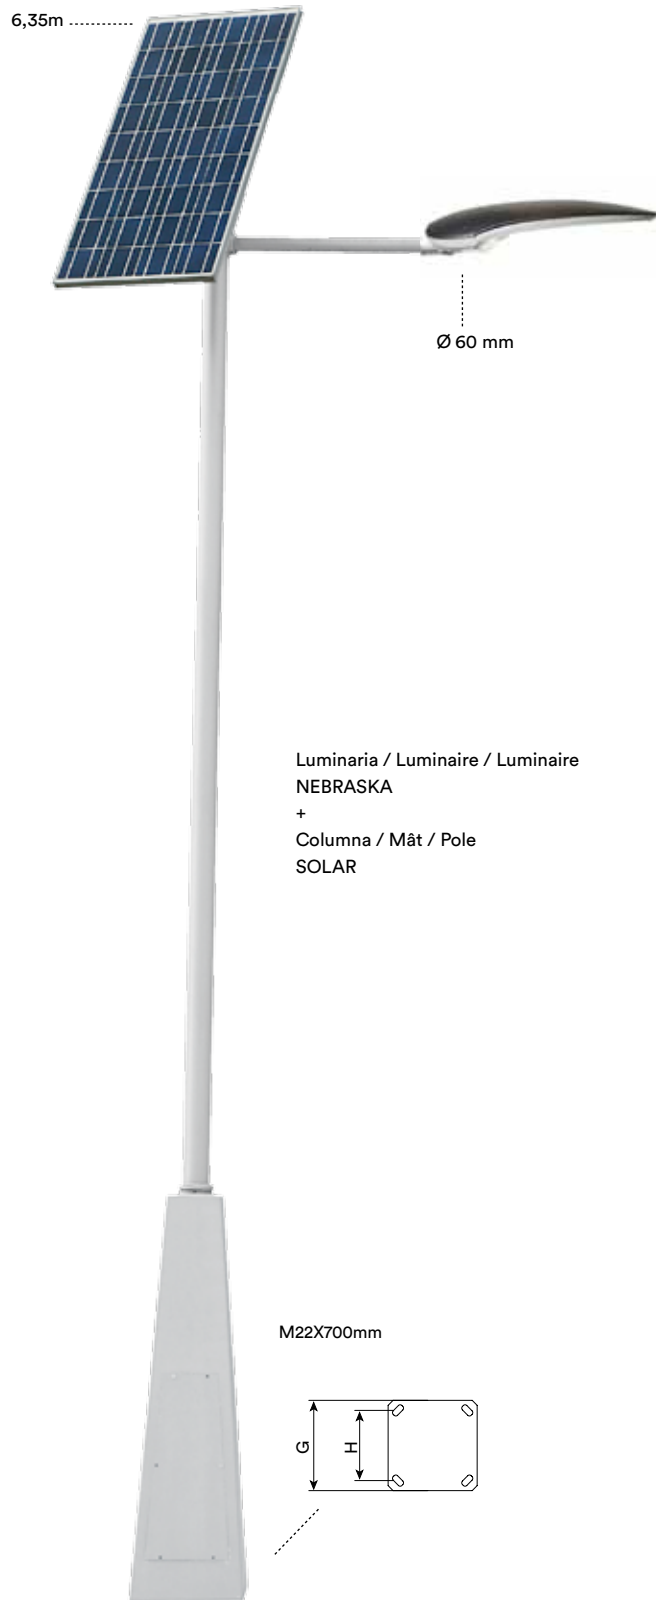 6,35m
Ø 60 mm
Luminaria / Luminaire / Luminaire
NEBRASKA
+
Columna / Mât / Pole
SOLAR
M22X700mm
G
H